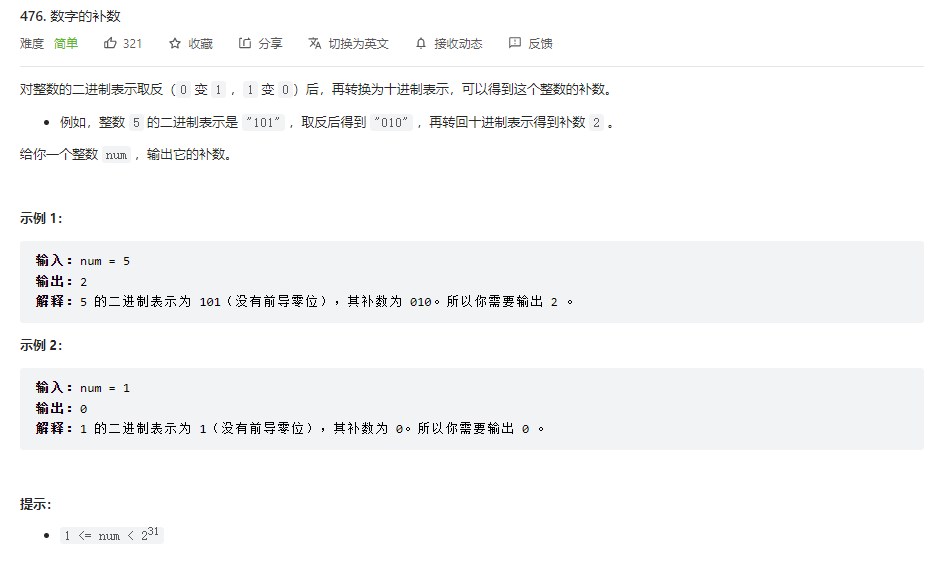 476. 数字的补数
难度 简单 321 收藏 分享 切换为英文 接收动态 反馈
对整数的二进制表示取反（0 变 1 ，1 变 0）后，再转换为十进制表示，可以得到这个整数的补数。
例如，整数 5 的二进制表示是 "101" ，取反后得到 "010" ，再转回十进制表示得到补数 2 。
给你一个整数 num ，输出它的补数。
示例 1：
输入：num = 5
输出：2
解释：5 的二进制表示为 101（没有前导零位），其补数为 010。所以你需要输出 2 。
示例 2：
输入：num = 1
输出：0
解释：1 的二进制表示为 1（没有前导零位），其补数为 0。所以你需要输出 0 。
提示：
1 <= num < 2^31